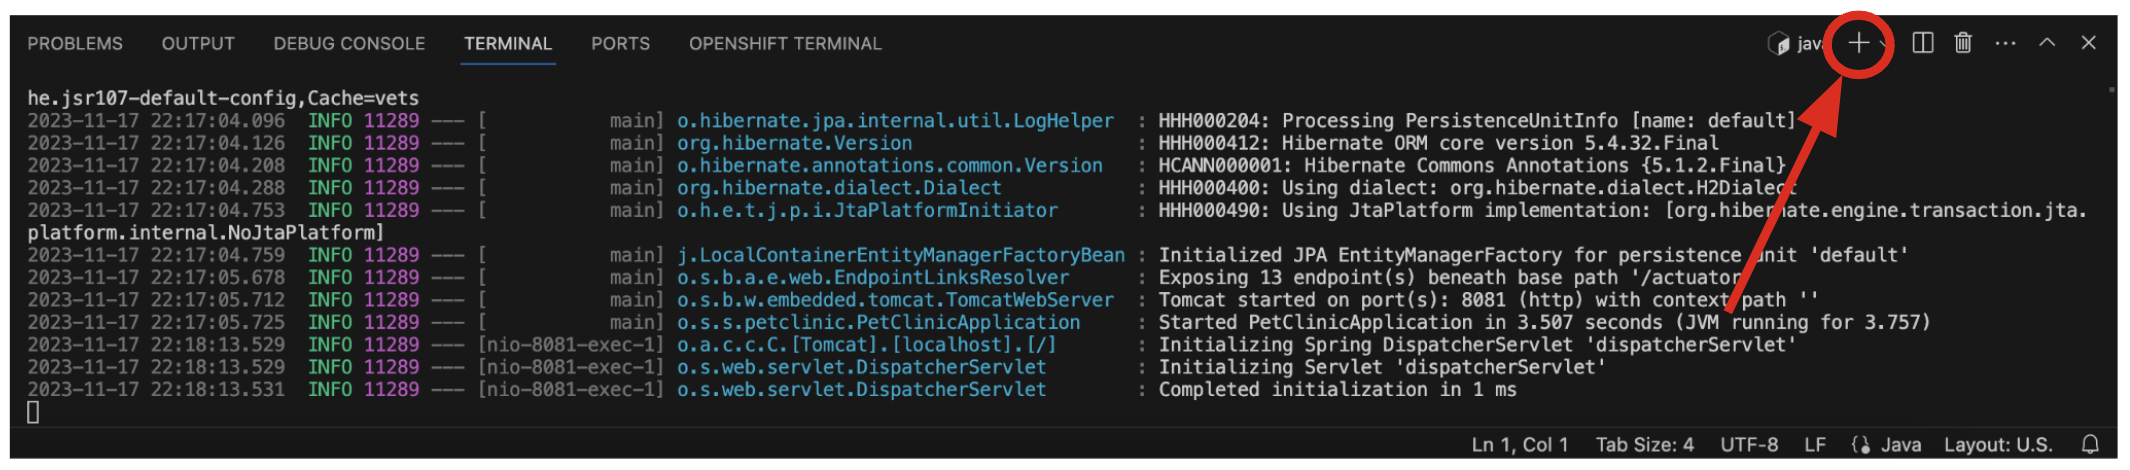 PROBLEMS OUTPUT DEBUG CONSOLE TERMINAL PORTS OPENSHIFT TERMINAL java
he.jsr107-default-config,Cache=vets
2023-11-17 22:17:04.096 INFO 11289 --- [ main] o.hibernate.jpa.internal.util.LogHelper : HHH000204: Processing PersistenceUnitInfo [name: default]
2023-11-17 22:17:04.126 INFO 11289 --- [ main] org.hibernate.Version : HHH000412: Hibernate ORM core version 5.4.32.Final
2023-11-17 22:17:04.208 INFO 11289 --- [ main] o.hibernate.annotations.common.Version : HCANN000001: Hibernate Commons Annotations {5.1.2.Final}
2023-11-17 22:17:04.288 INFO 11289 --- [ main] org.hibernate.dialect.Dialect : HHH000400: Using dialect: org.hibernate.dialect.H2Dialect
2023-11-17 22:17:04.753 INFO 11289 --- [ main] o.h.e.t.j.p.i.JtaPlatformInitiator : HHH000490: Using JtaPlatform implementation: [org.hibernate.engine.transaction.jta.
platform.internal.NoJtaPlatform]
2023-11-17 22:17:04.759 INFO 11289 --- [ main] j.LocalContainerEntityManagerFactoryBean : Initialized JPA EntityManagerFactory for persistence unit 'default'
2023-11-17 22:17:05.678 INFO 11289 --- [ main] o.s.b.a.e.web.EndpointLinksResolver : Exposing 13 endpoint(s) beneath base path '/actuator'
2023-11-17 22:17:05.712 INFO 11289 --- [ main] o.s.b.w.embedded.tomcat.TomcatWebServer : Tomcat started on port(s): 8081 (http) with context path ''
2023-11-17 22:17:05.725 INFO 11289 --- [ main] o.s.s.petclinic.PetClinicApplication : Started PetClinicApplication in 3.507 seconds (JVM running for 3.757)
2023-11-17 22:18:13.529 INFO 11289 --- [nio-8081-exec-1] o.a.c.c.C.[Tomcat].[localhost].[/] : Initializing Spring DispatcherServlet 'dispatcherServlet'
2023-11-17 22:18:13.529 INFO 11289 --- [nio-8081-exec-1] o.s.web.servlet.DispatcherServlet : Initializing Servlet 'dispatcherServlet'
2023-11-17 22:18:13.531 INFO 11289 --- [nio-8081-exec-1] o.s.web.servlet.DispatcherServlet : Completed initialization in 1 ms
Ln 1, Col 1 Tab Size: 4 UTF-8 LF Java Layout: U.S.